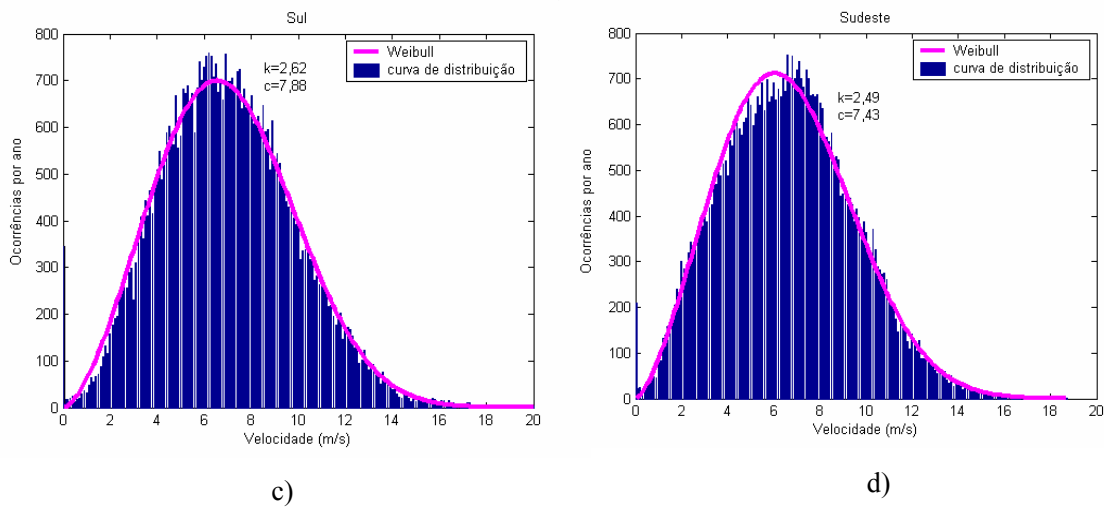 Sul
800
700
600
500
400
300
200
100
0
Ocorrências por ano
Weibull
curva de distribuição
k=2,62
c=7,88
0 2 4 6 8 10 12 14 16 18 20
Velocidade (m/s)
c)
Sudeste
800
700
600
500
400
300
200
100
0
Ocorrências por ano
Weibull
curva de distribuição
k=2,49
c=7,43
0 2 4 6 8 10 12 14 16 18 20
Velocidade (m/s)
d)